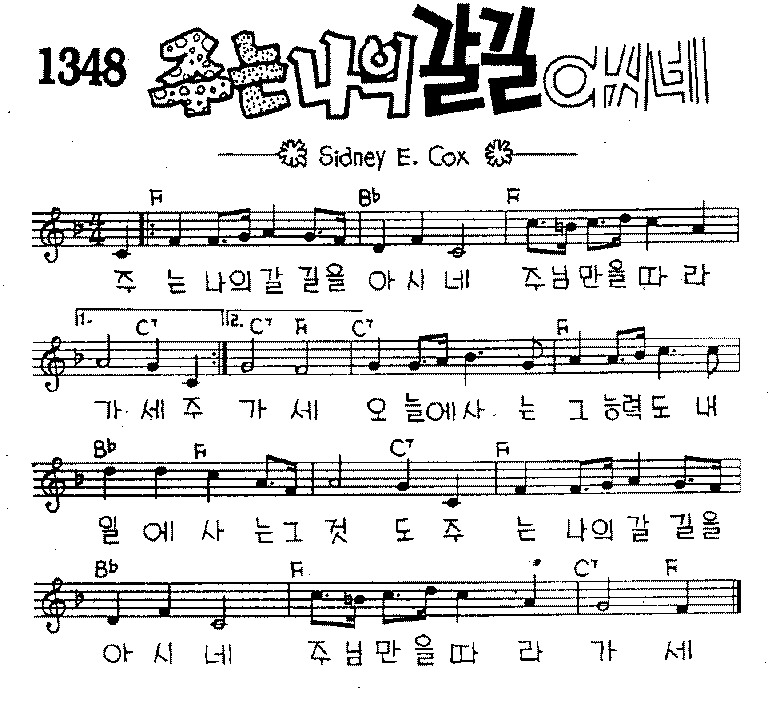 1348 주는 나의 갈길 아시네
Sidney E. Cox
F B♭ F
주 는 나의갈 길을 아 시 네 주님만을따 라
1. C7 2. C7 F C7 F
가 세 주 가 세 오 늘에사 는 그 능력도 내
B♭ F C7 F
일 에 사 는그 것 도 주 는 나의 갈 길을
B♭ F C7 F
아 시 네 주 님 만 을 따 라 가 세